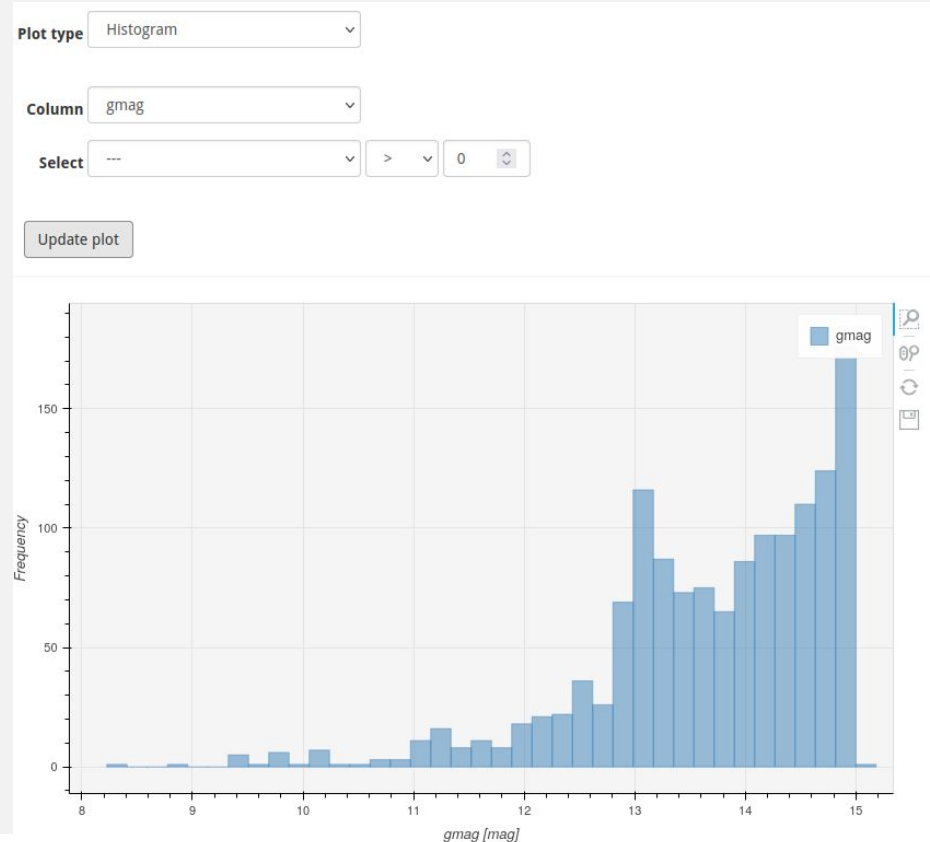 Plot type Histogram
Column gmag
Select --- > 0
Update plot
gmag
150
100
50
0
Frequency
8 9 10 11 12 13 14 15
gmag [mag]